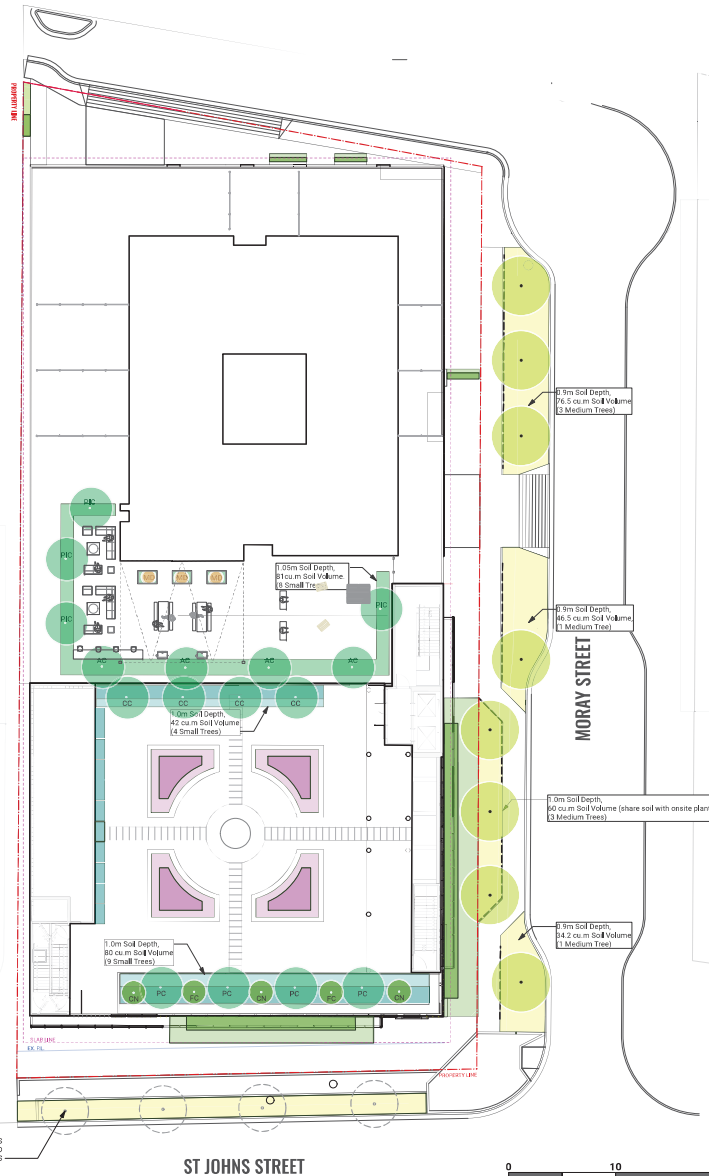 PROPERTY LINE
0.9m Soil Depth,
76.5 cu.m Soil Volume
(3 Medium Trees)
PIC
PIC
PIC
MD
MD
MD
1.05m Soil Depth,
81cu.m Soil Volume.
(8 Small Trees)
PIC
0.9m Soil Depth,
46.5 cu.m Soil Volume,
(1 Medium Tree)
MORAY STREET
AC
AC
AC
AC
CC
CC
CC
CC
1.0m Soil Depth,
42 cu.m Soil Volume
(4 Small Trees)
1.0m Soil Depth,
60 cu.m Soil Volume (share soil with onsite plant
(3 Medium Trees)
0.9m Soil Depth,
34.2 cu.m Soil Volume
(1 Medium Tree)
1.0m Soil Depth,
80 cu.m Soil Volume
(9 Small Trees)
CN
PC
FC
PC
CN
PC
FC
PC
CN
SLAB LINE
EX. P.L.
PROPERTY LINE
ST JOHNS STREET
0
10